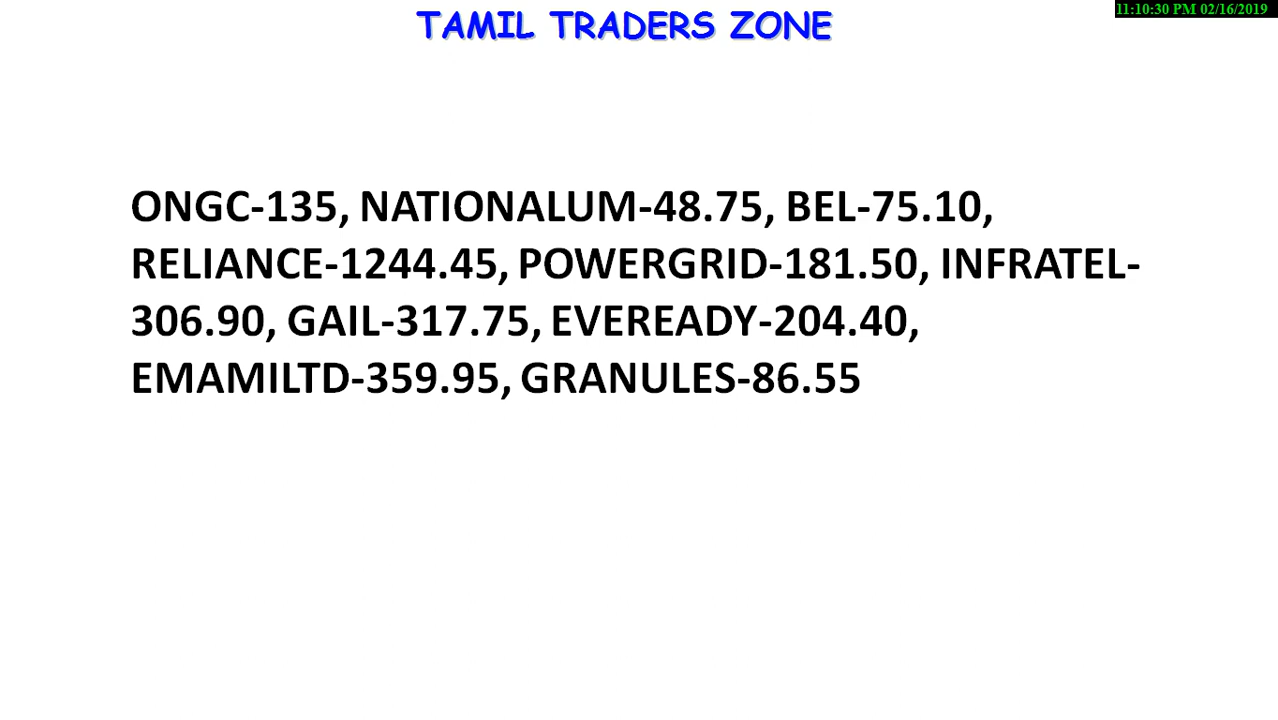 TAMIL TRADERS ZONE
11:10:30 PM 02/16/2019
ONGC-135, NATIONALUM-48.75, BEL-75.10,
RELIANCE-1244.45, POWERGRID-181.50, INFRATEL-
306.90, GAIL-317.75, EVEREADY-204.40,
EMAMILTD-359.95, GRANULES-86.55